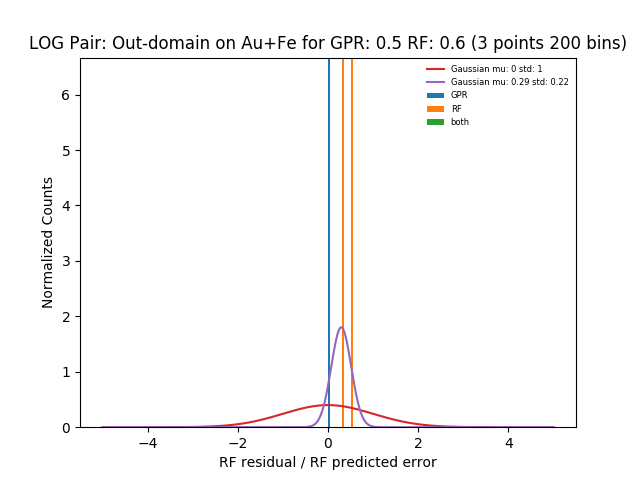 LOG Pair: Out-domain on Au+Fe for GPR: 0.5 RF: 0.6 (3 points 200 bins)
Gaussian mu: 0 std: 1
Gaussian mu: 0.29 std: 0.22
GPR
RF
both
Normalized Counts
6
5
4
3
2
1
0
−4
−2
0
2
4
RF residual / RF predicted error